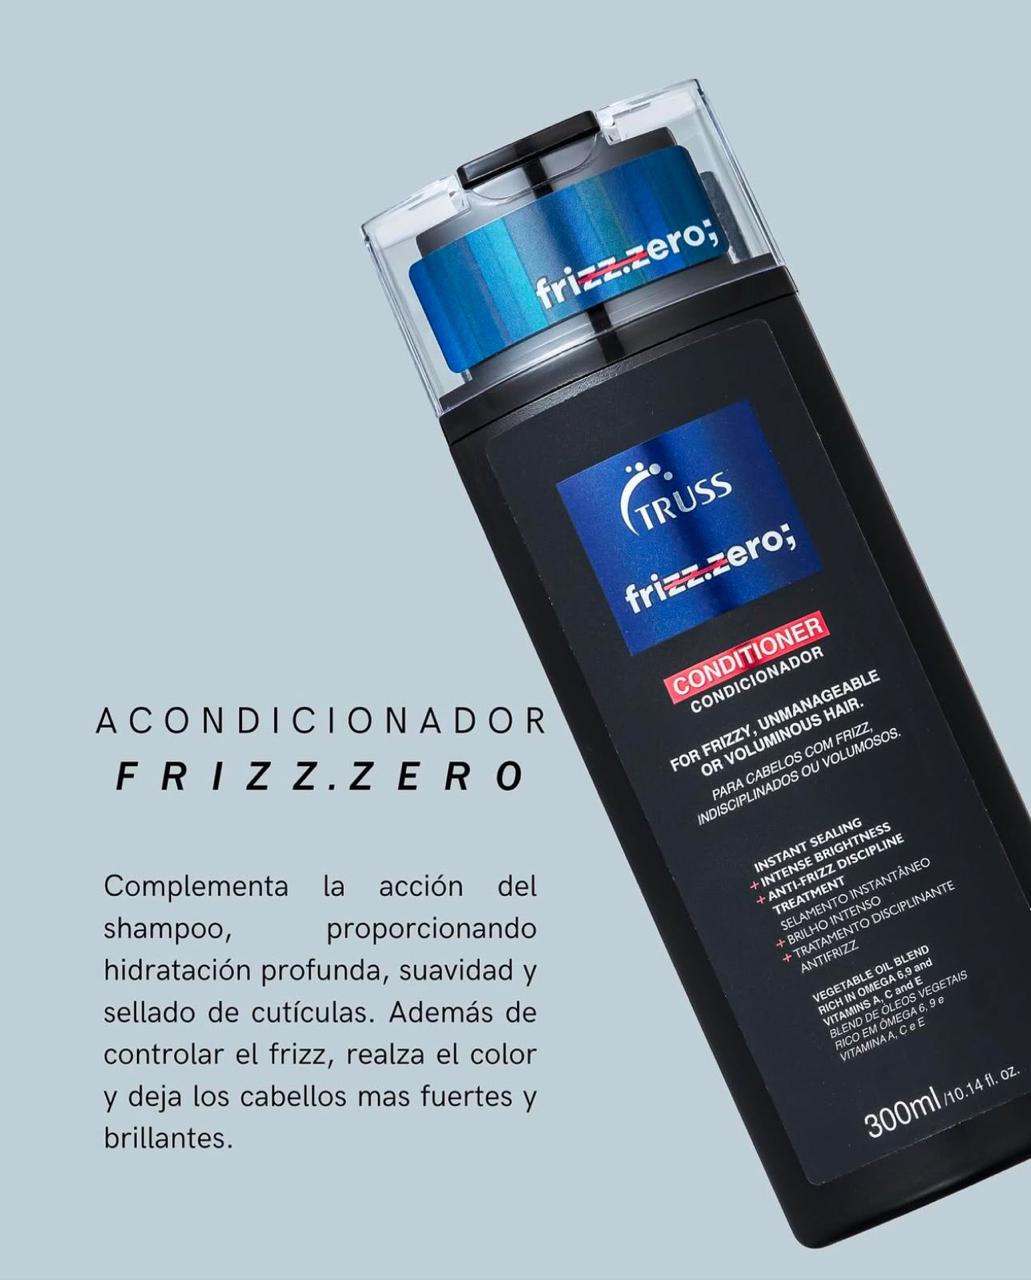 frizz.zero;
TRUSS
frizz.zero;
CONDITIONER
CONDICIONADOR
FOR FRIZZY, UNMANAGEABLE
OR VOLUMINOUS HAIR.
PARA CABELOS COM FRIZZ,
INDISCIPLINADOS OU VOLUMOSOS.
INSTANT SEALING
+ INTENSE BRIGHTNESS
+ ANTI-FRIZZ DISCIPLINE
TREATMENT
SELAMENTO INSTANTÂNEO
+ BRILHO INTENSO
+ TRATAMENTO DISCIPLINANTE
ANTIFRIZZ
VEGETABLE OIL BLEND
RICH IN OMEGA 6,9 and
VITAMINS A, C and E
BLEND DE ÓLEOS VEGETAIS
RICO EM ÔMEGA 6, 9 e
VITAMINA A, C e E
300ml/10.14 fl. oz.
ACONDICIONADOR
FRIZZ.ZERO
Complementa la acción del
shampoo, proporcionando
hidratación profunda, suavidad y
sellado de cutículas. Además de
controlar el frizz, realza el color
y deja los cabellos mas fuertes y
brillantes.